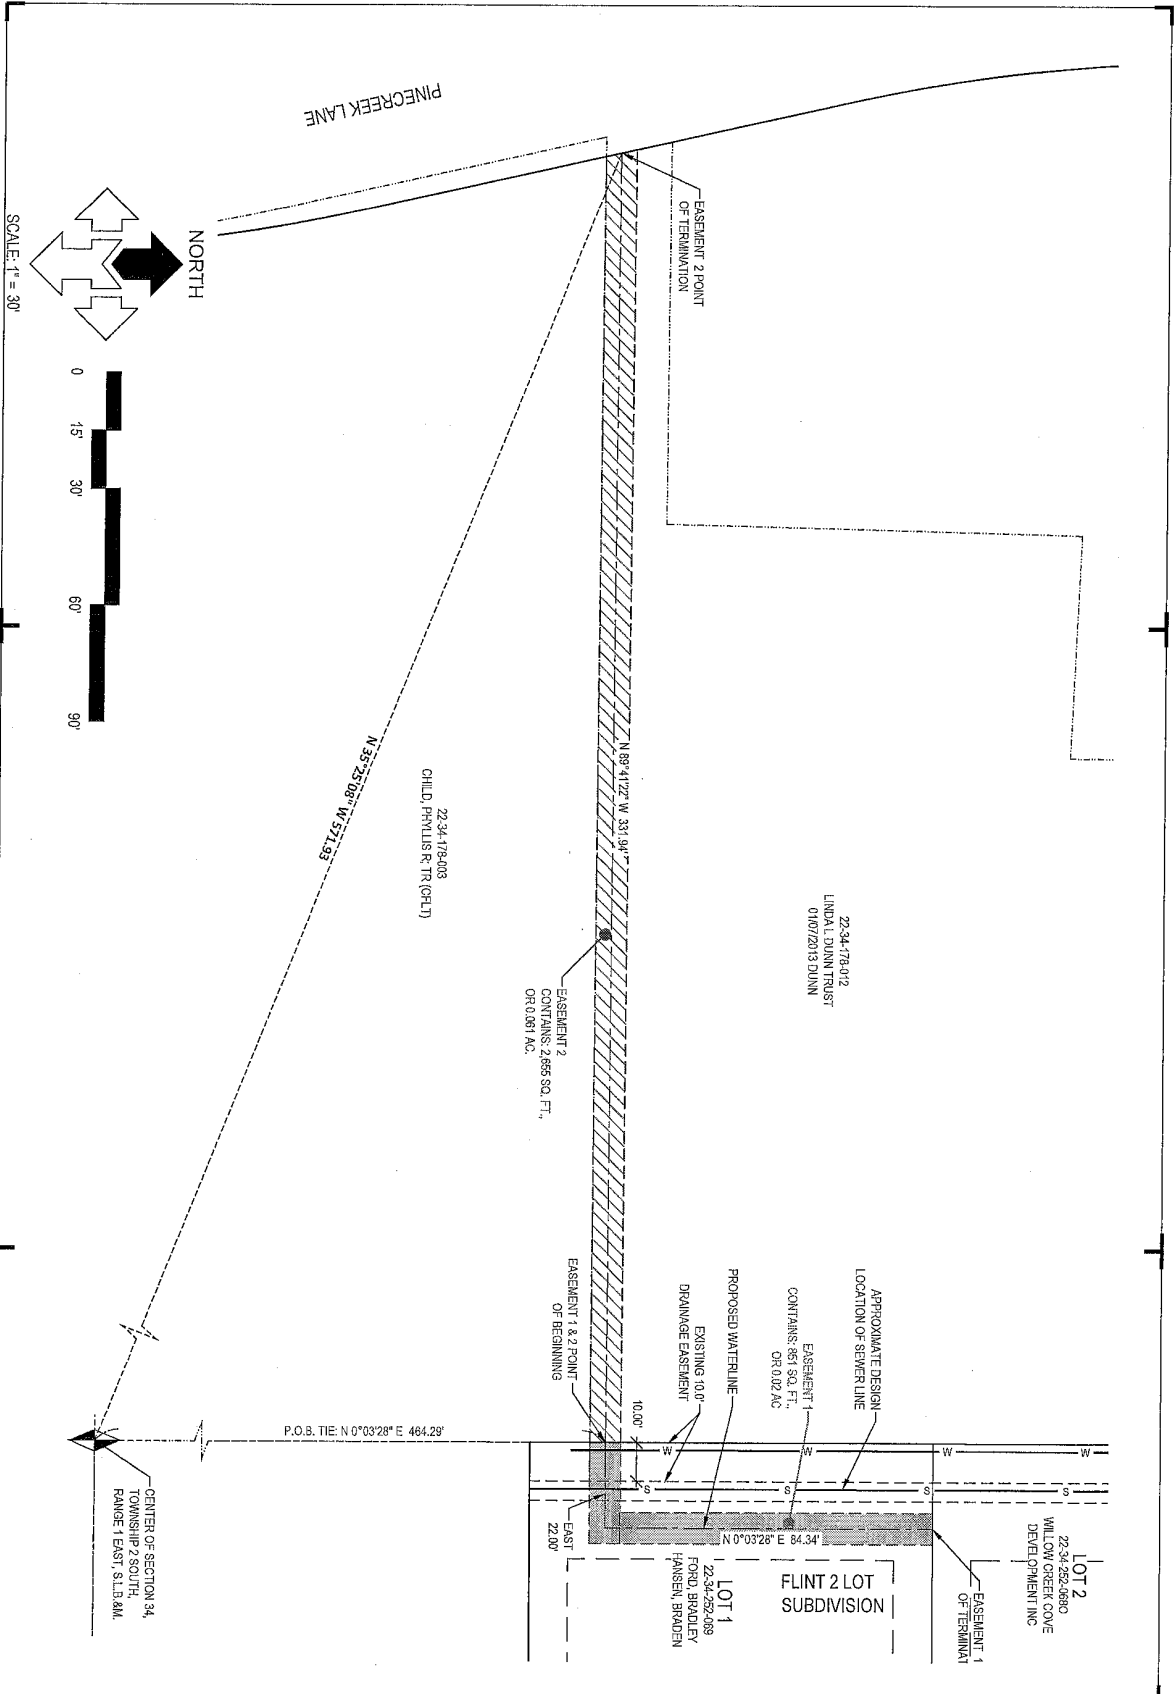 PINECREEK LANE
NORTH
SCALE: 1" = 30'
0
15'
30'
60'
90'
EASEMENT 2 POINT
OF TERMINATION
N 35°25'08" W 571.93
N 89°41'22" W 331.94'
22-34-178-003
CHILD, PHYLLIS R; TR (CFLT)
22-34-178-012
LINDA L DUNN TRUST
01/07/2013 DUNN
EASEMENT 2
CONTAINS: 2,655 SQ. FT.,
OR 0.061 AC.
APPROXIMATE DESIGN
LOCATION OF SEWER LINE
EASEMENT 1
CONTAINS: 851 SQ. FT.,
OR 0.02 AC
PROPOSED WATERLINE
EXISTING 10.0'
DRAINAGE EASEMENT
EASEMENT 1 & 2 POINT
OF BEGINNING
10.00'
P.O.B. TIE: N 0°03'28" E 464.29'
W
W
W
W
S
S
S
S
EAST
22.00'
N 0°03'28" E 84.34'
LOT 2
22-34-252-068C
WILLOW CREEK COVE
DEVELOPMENT INC
EASEMENT 1
OF TERMINAT
FLINT 2 LOT
SUBDIVISION
LOT 1
22-34-252-069
FORD, BRADLEY
HANSEN, BRADEN
CENTER OF SECTION 34,
TOWNSHIP 2 SOUTH,
RANGE 1 EAST, S.L.B.&M.